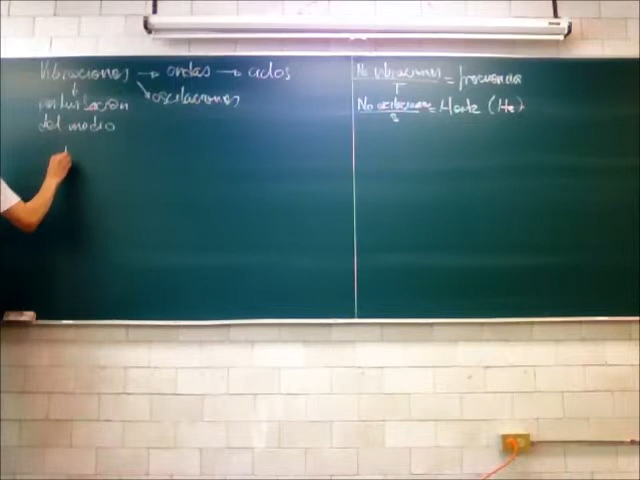 Vibraciones → ondas → ciclos
↓ ↘ oscilaciones
perturbación
del medio
No vibraciones / T = frecuencia
No oscilaciones / s = Hertz (Hz)